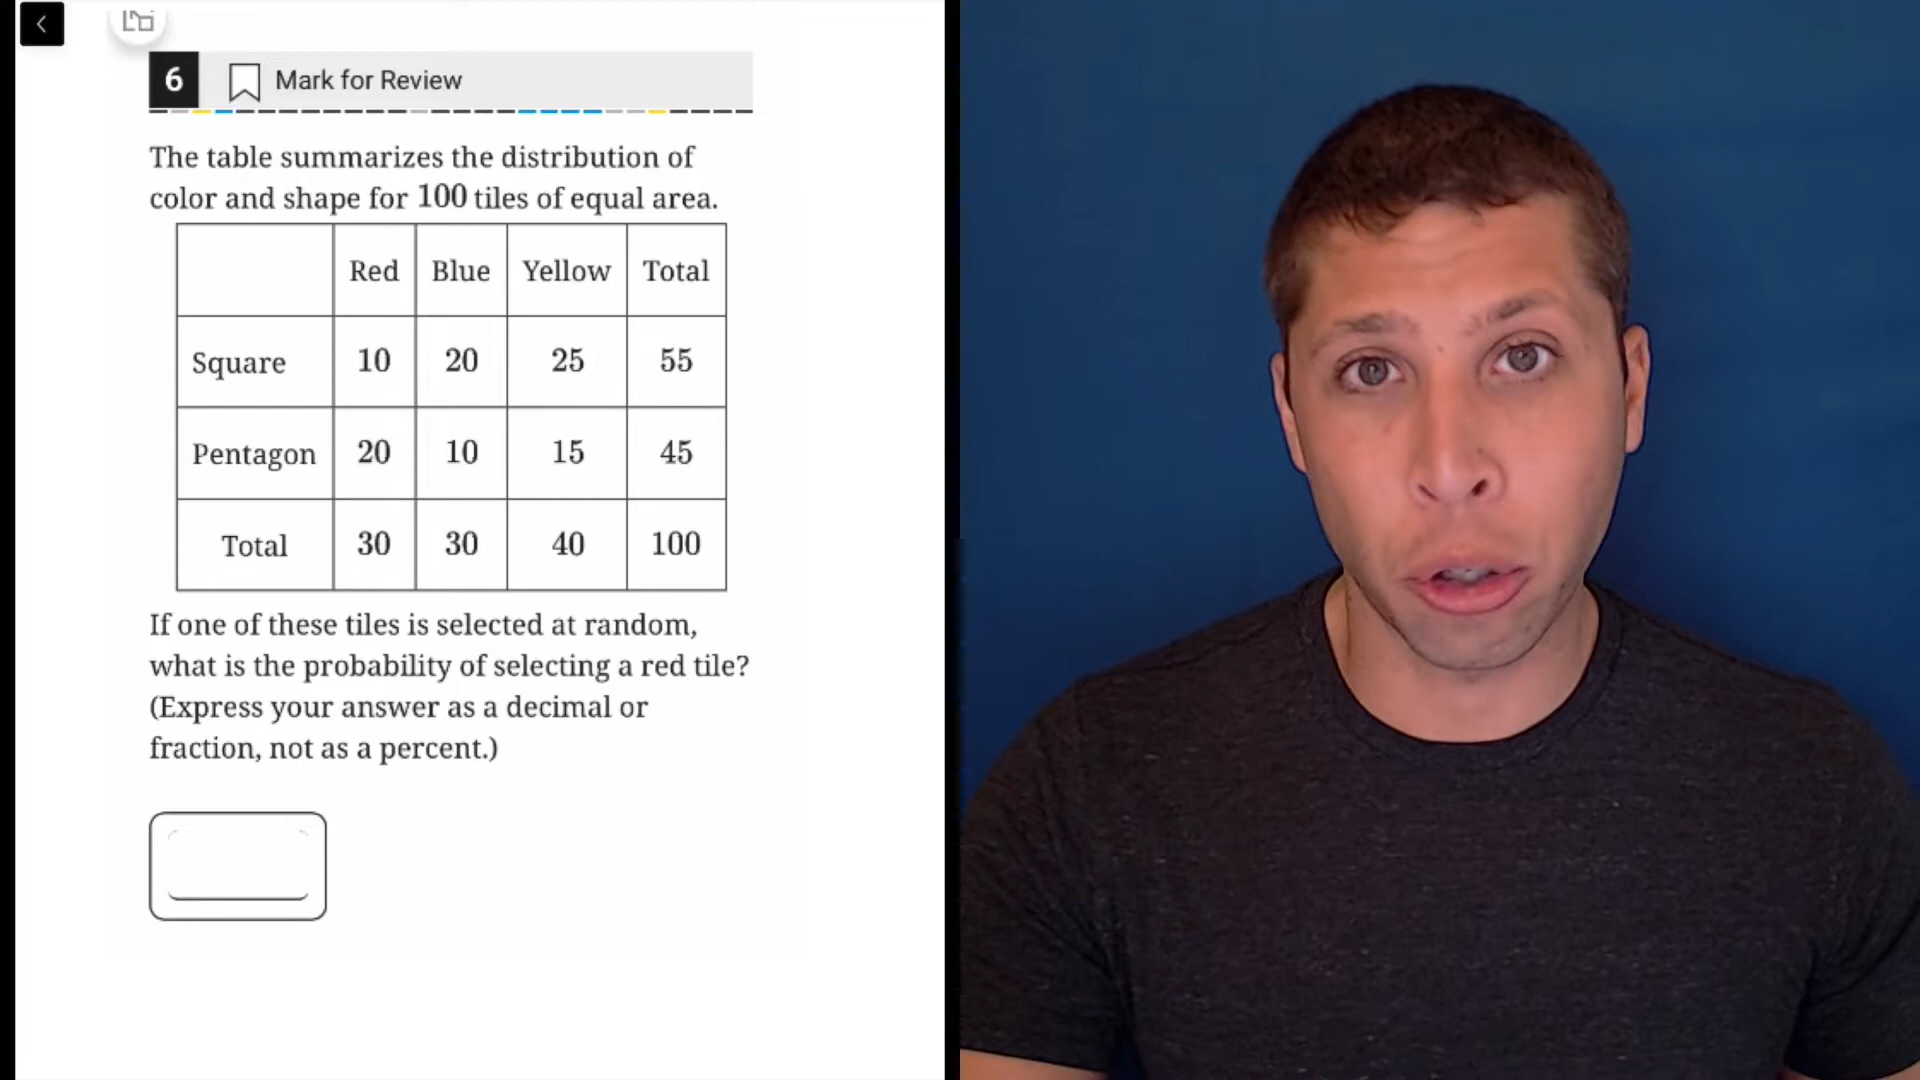 6 Mark for Review
The table summarizes the distribution of
color and shape for 100 tiles of equal area.
Red Blue Yellow Total
Square 10 20 25 55
Pentagon 20 10 15 45
Total 30 30 40 100
If one of these tiles is selected at random,
what is the probability of selecting a red tile?
(Express your answer as a decimal or
fraction, not as a percent.)